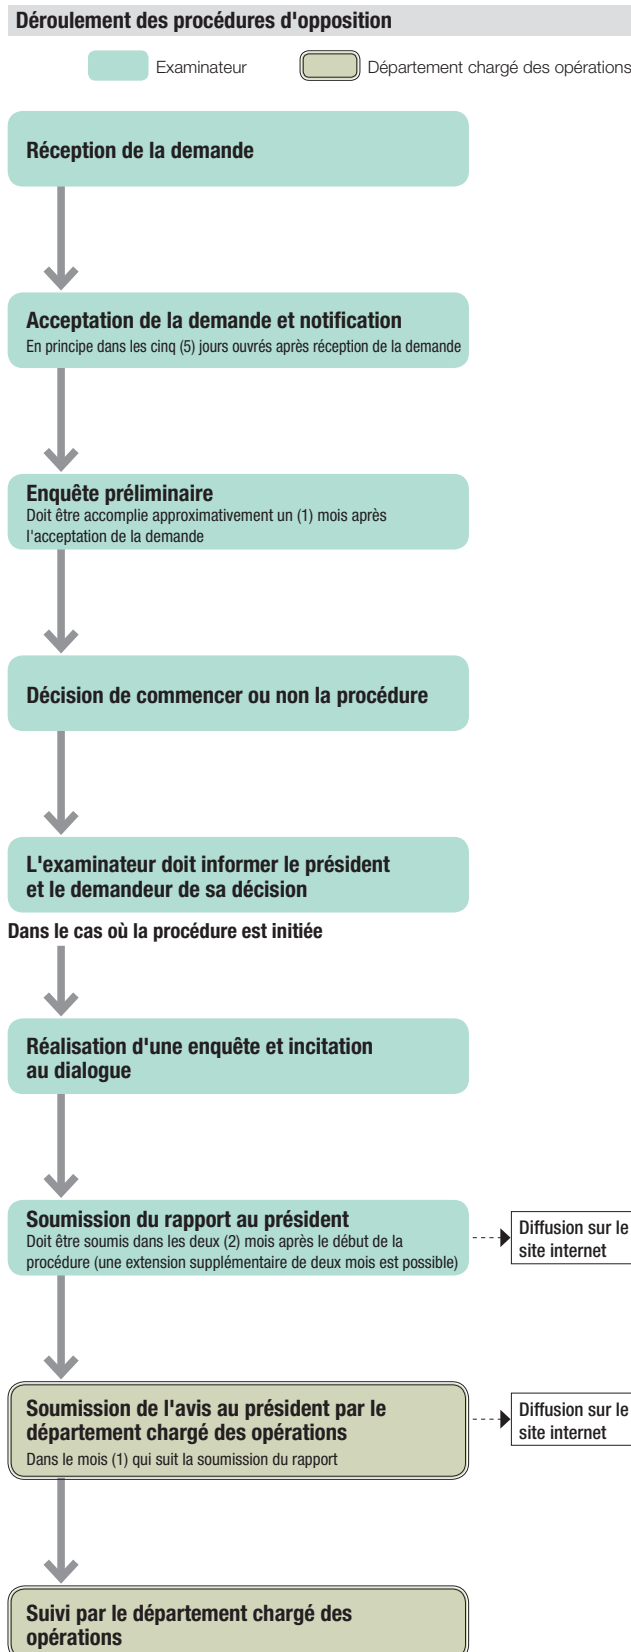 Déroulement des procédures d'opposition
Examinateur
Département chargé des opérations
Réception de la demande
Acceptation de la demande et notification
En principe dans les cinq (5) jours ouvrés après réception de la demande
Enquête préliminaire
Doit être accomplie approximativement un (1) mois après
l'acceptation de la demande
Décision de commencer ou non la procédure
L'examinateur doit informer le président
et le demandeur de sa décision
Dans le cas où la procédure est initiée
Réalisation d'une enquête et incitation
au dialogue
Soumission du rapport au président
Doit être soumis dans les deux (2) mois après le début de la
procédure (une extension supplémentaire de deux mois est possible)
Diffusion sur le
site internet
Soumission de l'avis au président par le
département chargé des opérations
Dans le mois (1) qui suit la soumission du rapport
Diffusion sur le
site internet
Suivi par le département chargé des
opérations